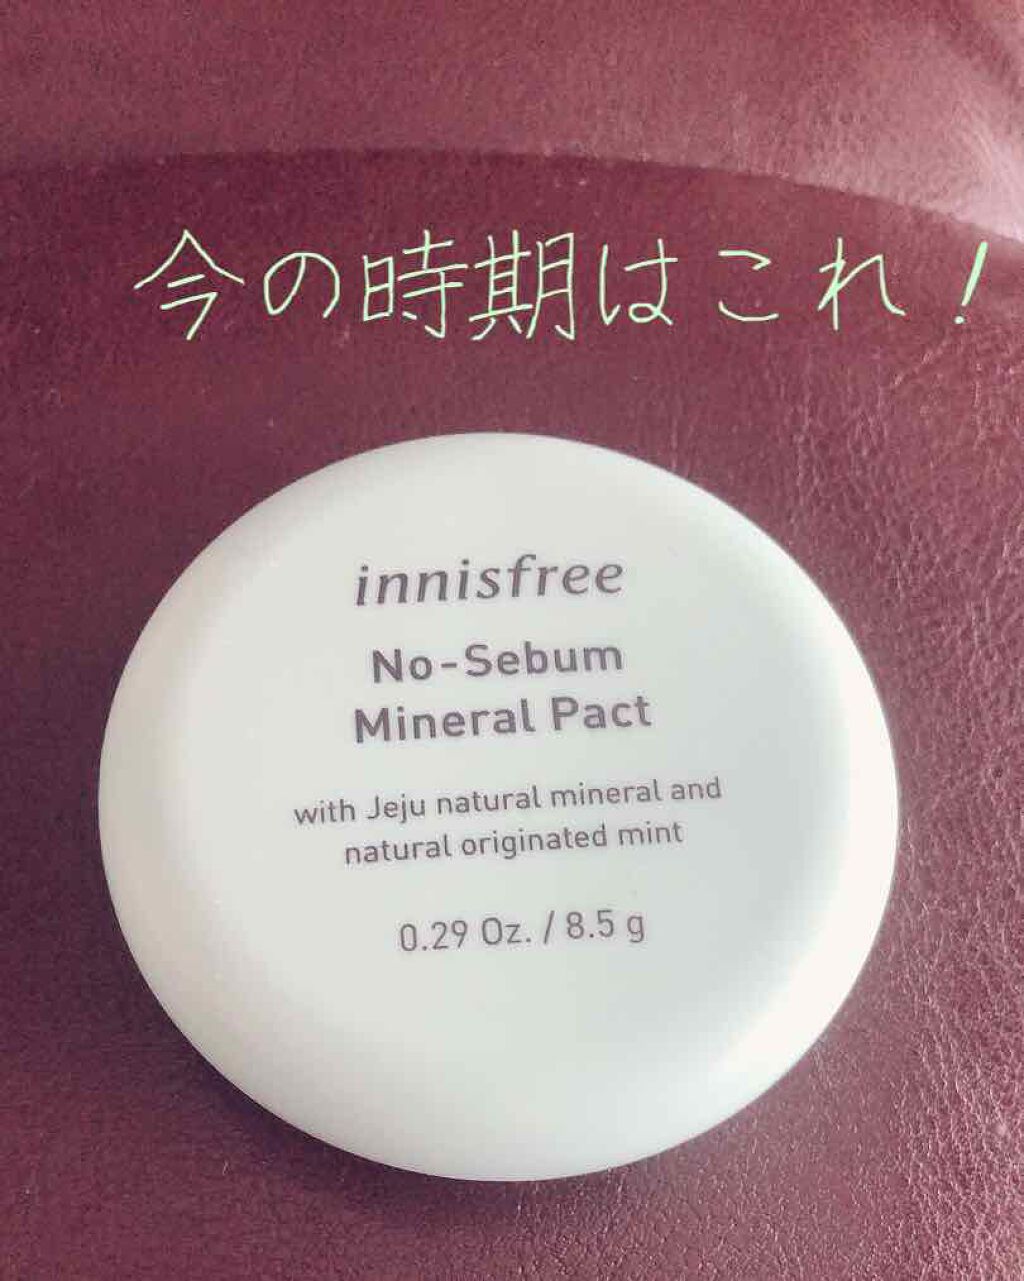 今の時期はこれ!
innisfree
No-Sebum
Mineral Pact
with Jeju natural mineral and
natural originated mint
0.29 Oz. / 8.5 g